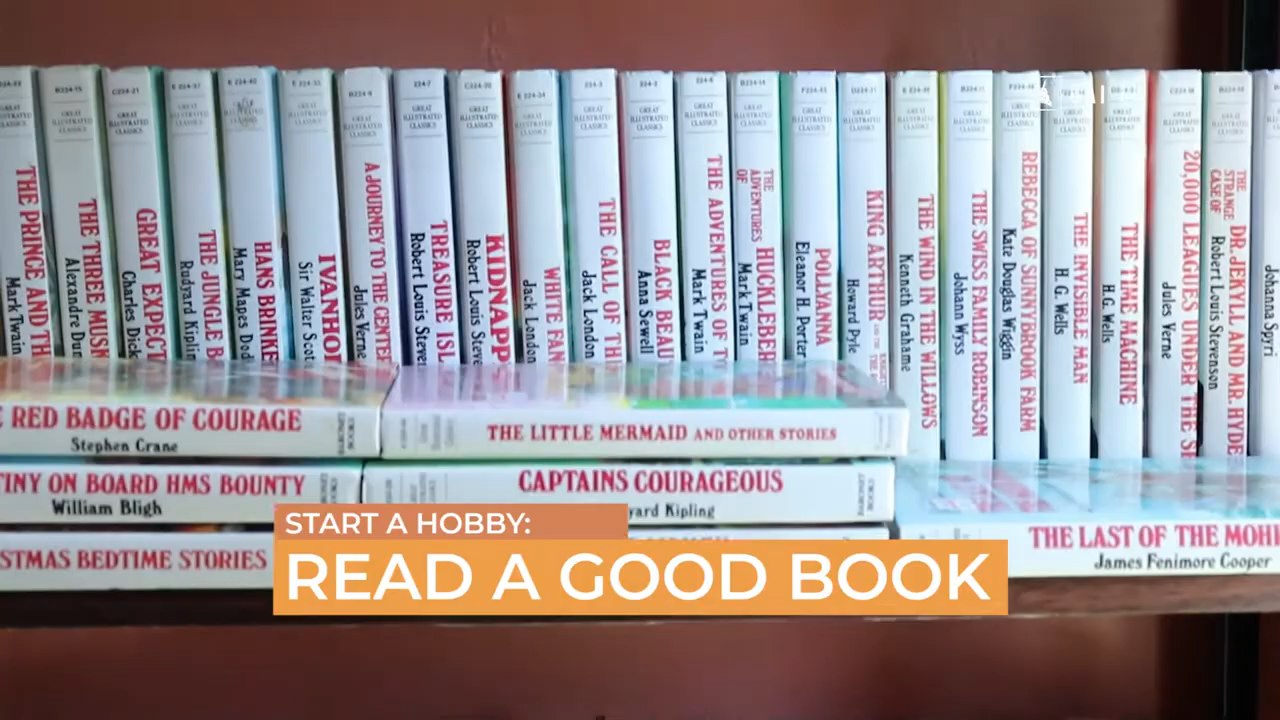 GREAT ILLUSTRATED CLASSICS
THE PRINCE AND TH
Mark Twain
THE THREE MUSK
Alexandre Dum
GREAT EXPECT
Charles Dick
THE JUNGLE B
Rudyard Kiplin
HANS BRINKE
Mary Mapes Dod
IVANHO
Sir Walter Scot
A JOURNEY TO THE CENTE
Jules Verne
TREASURE ISL
Robert Louis Steve
KIDNAPP
Robert Louis Steve
WHITE FAN
Jack London
THE CALL OF TH
Jack London
BLACK BEAU
Anna Sewell
THE ADVENTURES OF T
Mark Twain
THE ADVENTURES OF
HUCKLEBER
Mark Twain
POLLYANNA
Eleanor H. Porter
KING ARTHUR
Howard Pyle
THE WIND IN THE WILLOWS
Kenneth Grahame
THE SWISS FAMILY ROBINSON
Johann Wyss
REBECCA OF SUNNYBROOK FARM
Kate Douglas Wiggin
THE INVISIBLE MAN
H. G. Wells
THE TIME MACHINE
H.G. Wells
20,000 LEAGUES UNDER THE SE
Jules Verne
THE STRANGE CASE OF
DR. JEKYLL AND MR. HYDE
Robert Louis Stevenson
Johanna Spyri
RED BADGE OF COURAGE
Stephen Crane
THE LITTLE MERMAID AND OTHER STORIES
TINY ON BOARD HMS BOUNTY
William Bligh
CAPTAINS COURAGEOUS
yard Kipling
STMAS BEDTIME STORIES
THE LAST OF THE MOHI
James Fenimore Cooper
START A HOBBY:
READ A GOOD BOOK